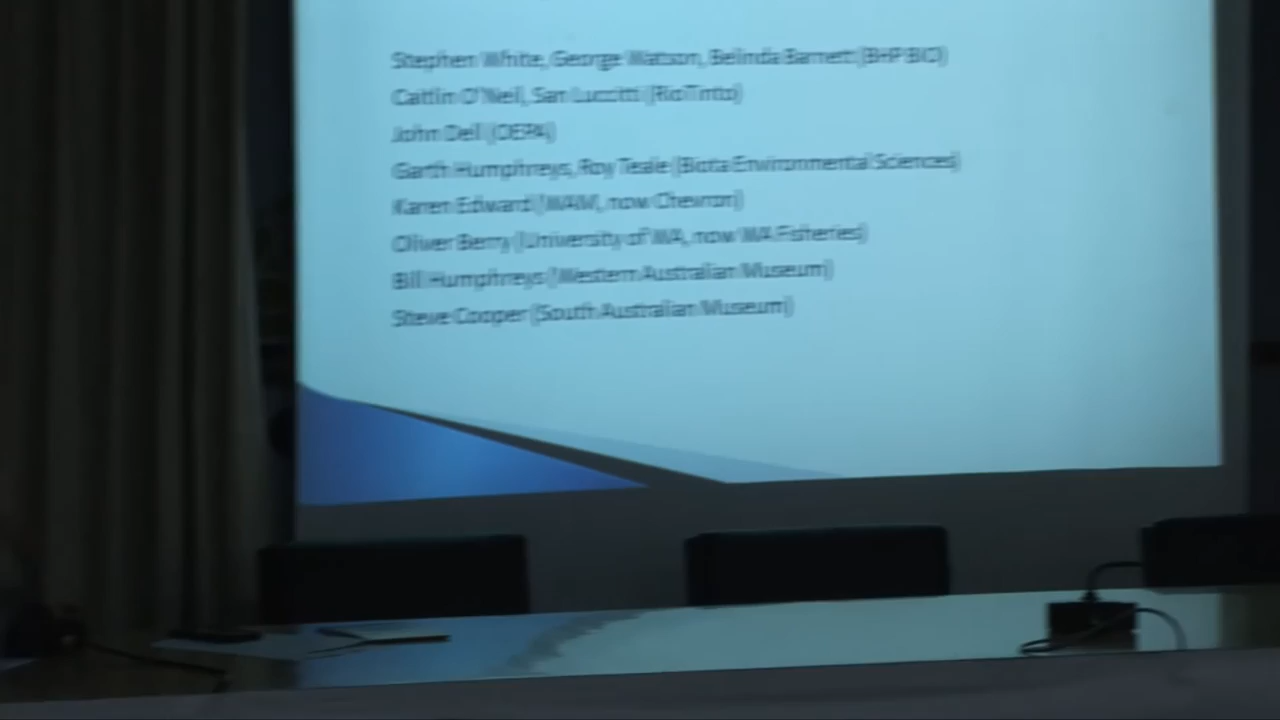 Stephen White, George Watson, Belinda Barnett (BHP BIO)
Caitlin O'Neil, San Luccitti (RioTinto)
John Dell (OEPA)
Garth Humphreys, Roy Teale (Biota Environmental Sciences)
Karen Edward (WAM, now Chevron)
Oliver Berry (University of WA, now WA Fisheries)
Bill Humphreys (Western Australian Museum)
Steve Cooper (South Australian Museum)